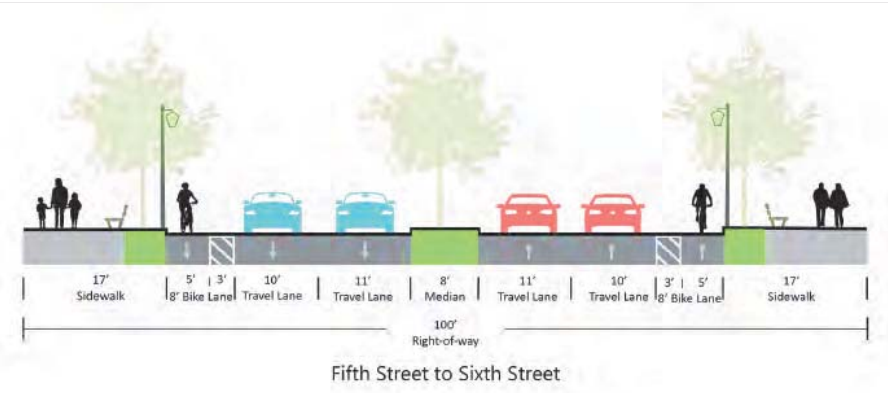 5' 3' 5'
17' 10' 11' 8' 11' 10' 3' 17'
Sidewalk 8' Bike Lane Travel Lane Travel Lane Median Travel Lane Travel Lane 8' Bike Lane Sidewalk
100'
Right-of-way
Fifth Street to Sixth Street